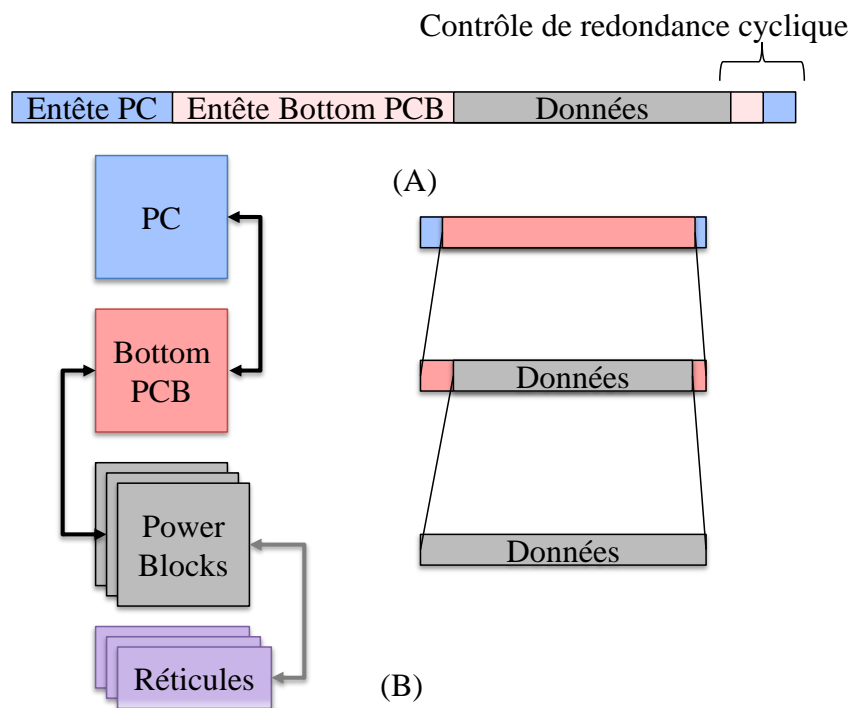 Contrôle de redondance cyclique
Entête PC Entête Bottom PCB Données
(A)
PC
Bottom
PCB
Données
Power
Blocks
Données
Réticules
(B)